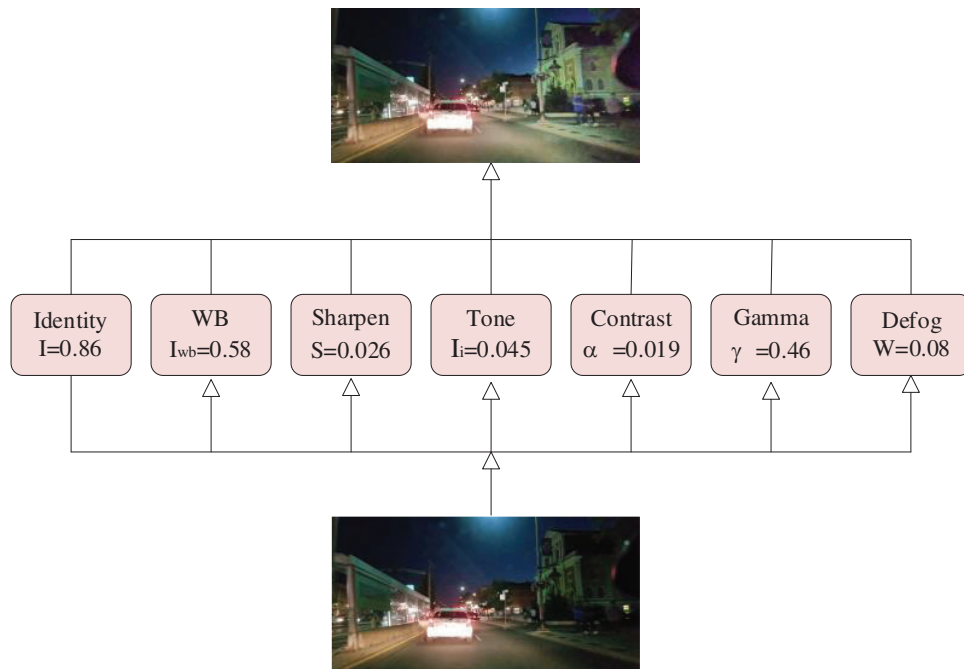 Identity
I=0.86
WB
Iwb=0.58
Sharpen
S=0.026
Tone
Ii=0.045
Contrast
α =0.019
Gamma
γ =0.46
Defog
W=0.08